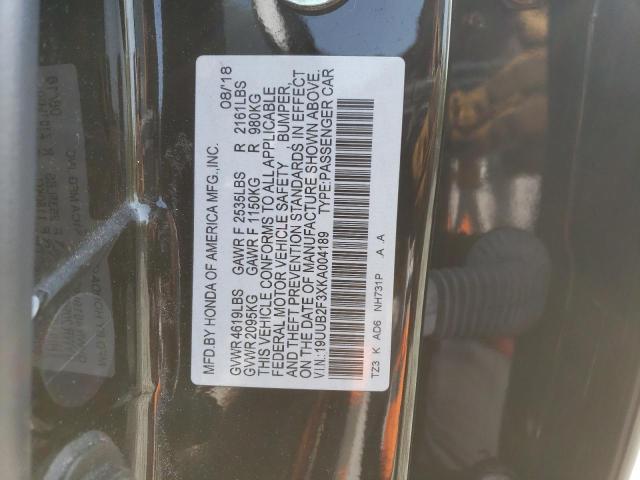 MFD.BY HONDA OF AMERICA MFG.,INC. 08/18
GVWR 4619LBS GAWR F 2535LBS R 2161LBS
GVWR 2095KG GAWR F 1150KG R 980KG
THIS VEHICLE CONFORMS TO ALL APPLICABLE
FEDERAL MOTOR VEHICLE SAFETY , BUMPER,
AND THEFT PREVENTION STANDARDS IN EFFECT
ON THE DATE OF MANUFACTURE SHOWN ABOVE.
V.I.N.:19UUB2F3XKA004189 TYPE:PASSENGER CAR
TZ3 K AD6 NH731P .A .A